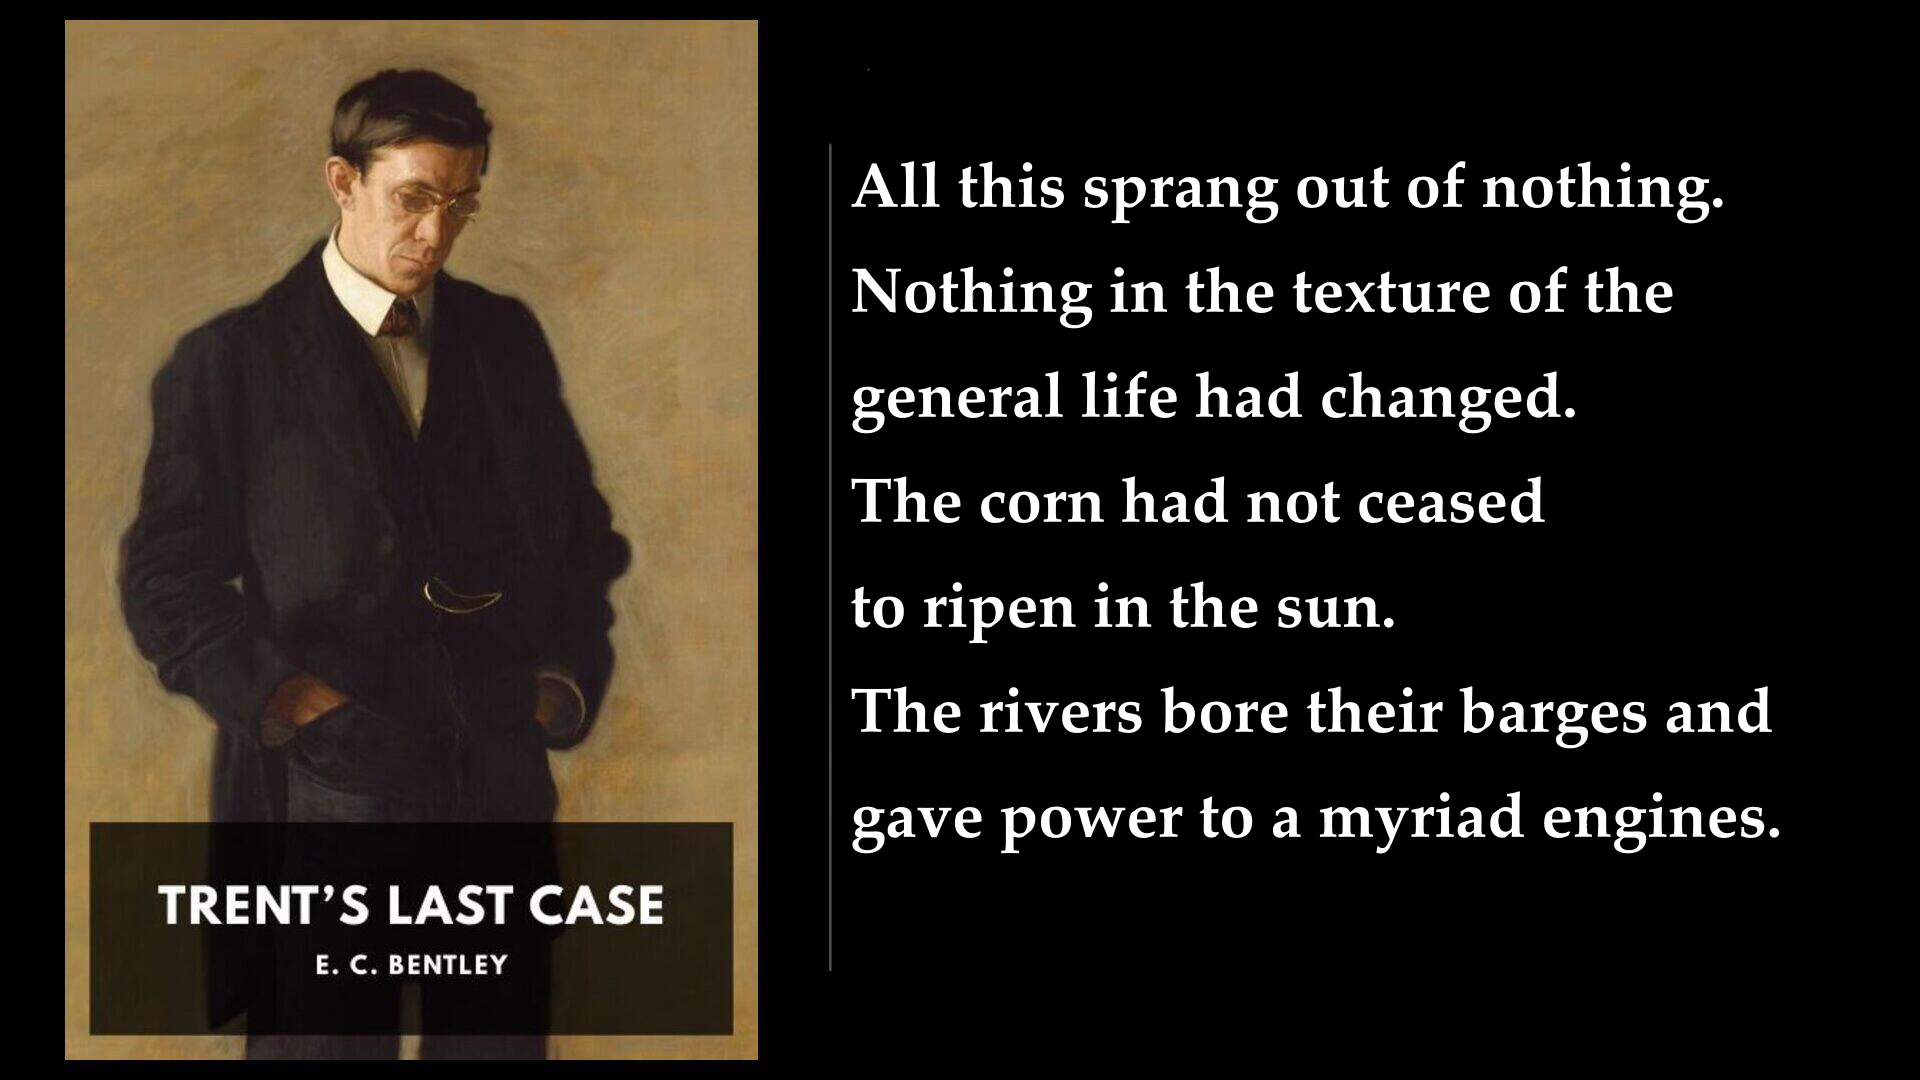 TRENT’S LAST CASE
E. C. BENTLEY
All this sprang out of nothing.
Nothing in the texture of the
general life had changed.
The corn had not ceased
to ripen in the sun.
The rivers bore their barges and
gave power to a myriad engines.